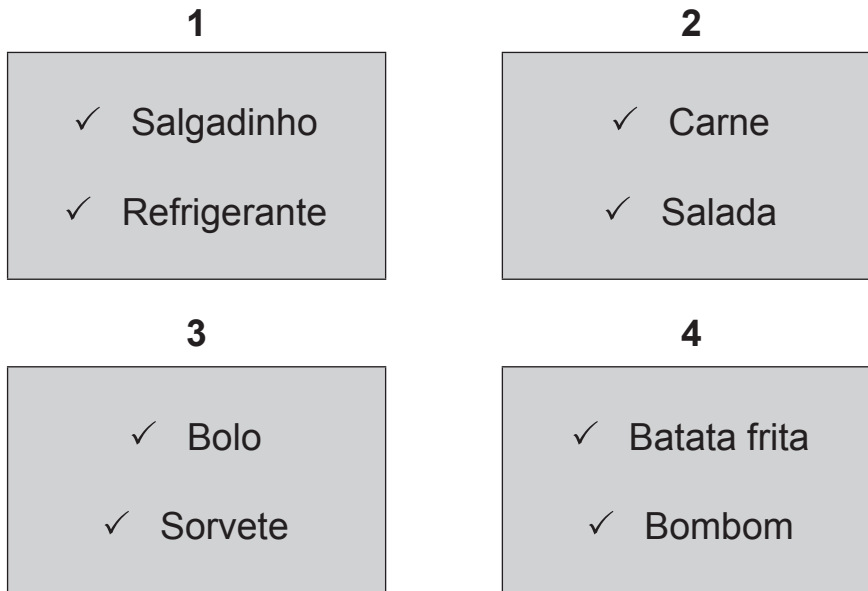 1
✓ Salgadinho
✓ Refrigerante
2
✓ Carne
✓ Salada
3
✓ Bolo
✓ Sorvete
4
✓ Batata frita
✓ Bombom